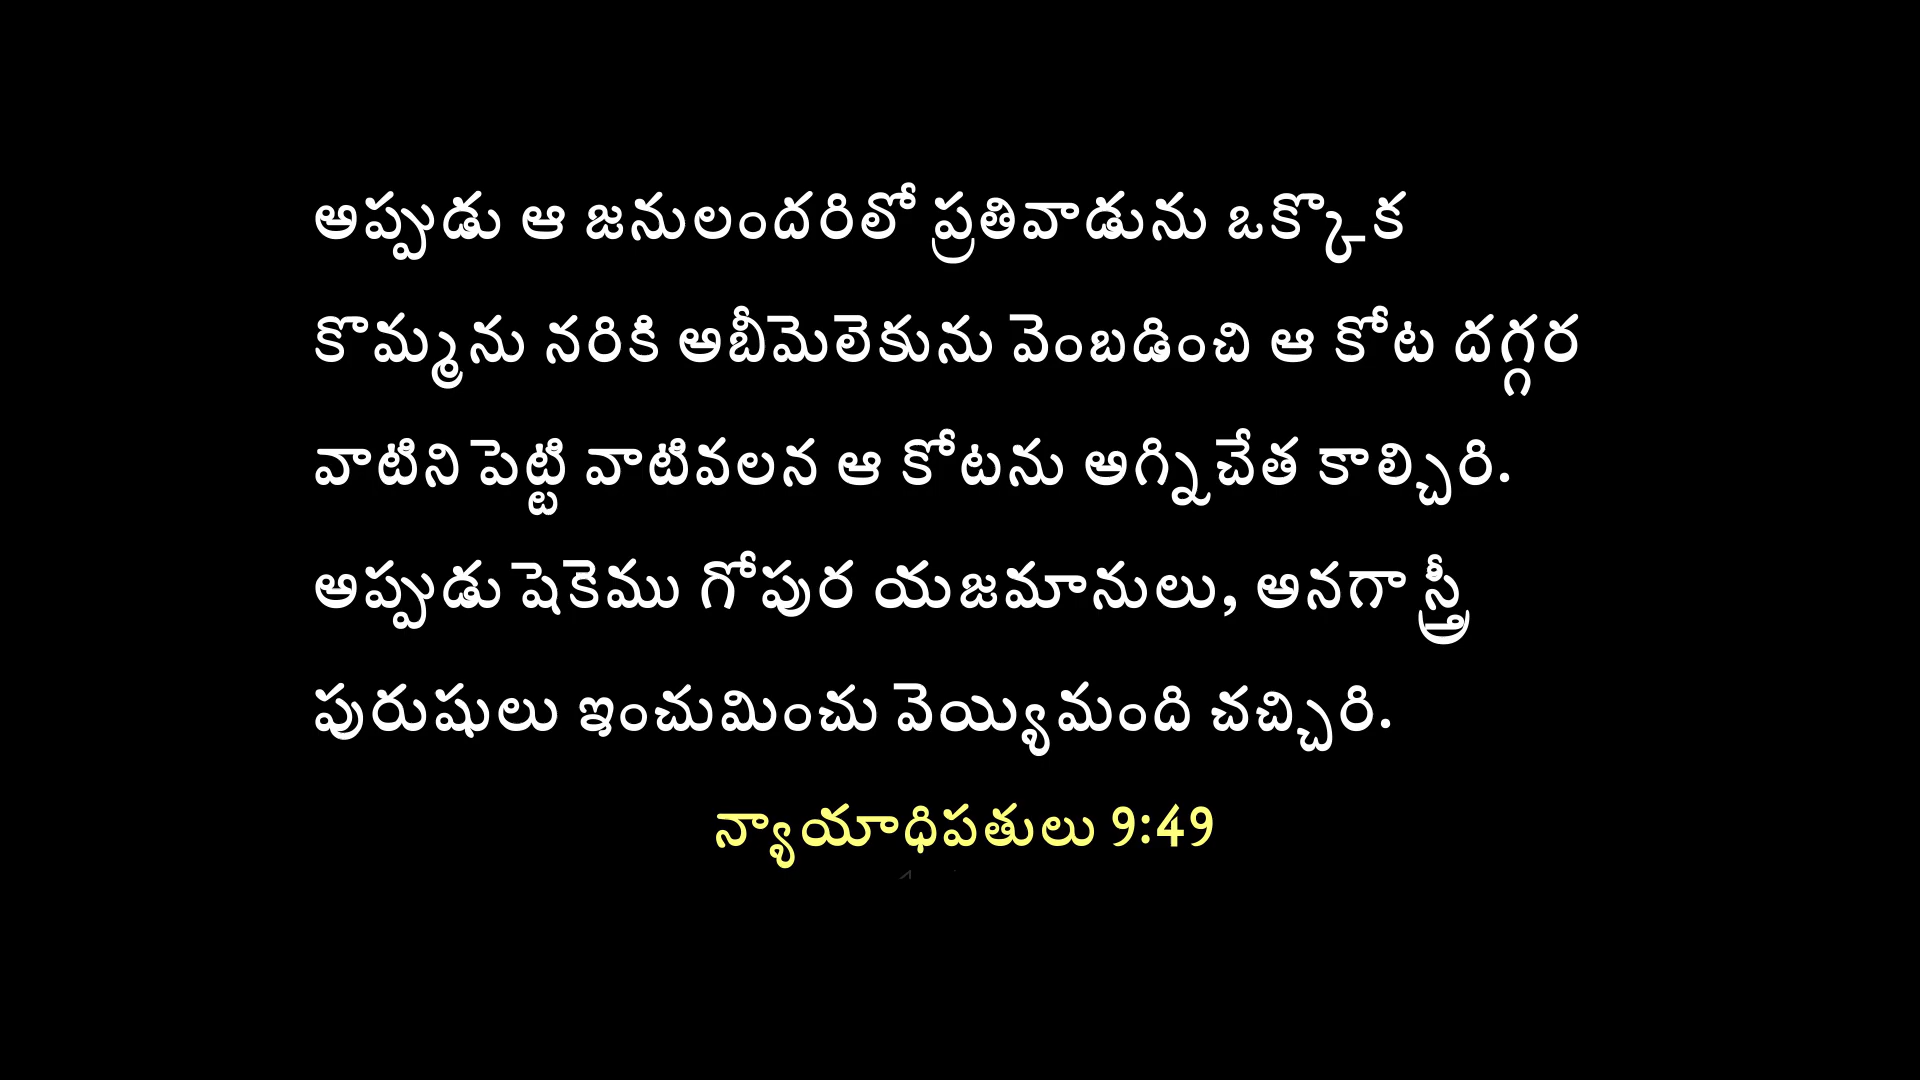 అప్పుడు ఆ జనులందరిలో ప్రతివాడును ఒక్కొక
కొమ్మను నరికి అబీమెలెకును వెంబడించి ఆ కోట దగ్గర
వాటిని పెట్టి వాటివలన ఆ కోటను అగ్నిచేత కాల్చిరి.
అప్పుడు షెకెము గోపుర యజమానులు, అనగా స్త్రీ
పురుషులు ఇంచుమించు వెయ్యిమంది చచ్చిరి.
న్యాయాధిపతులు 9:49